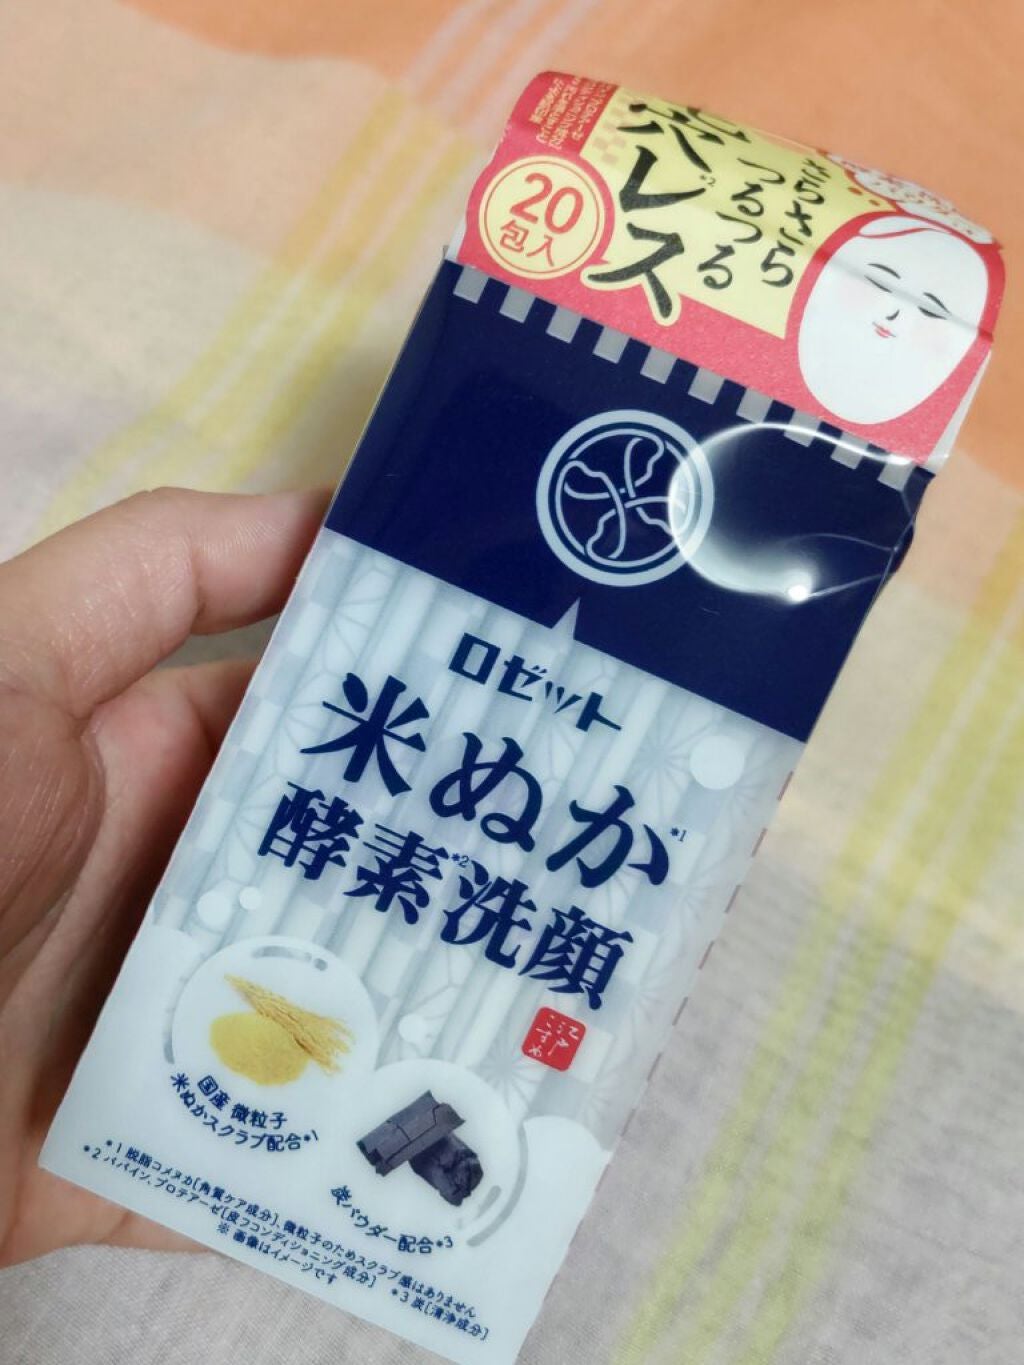 さらさら
つるつる
毛穴レス*2
20
包入
ロゼット
米ぬか*1
酵素*2洗顔
江戸
こすめ
国産 微粒子
米ぬかスクラブ配合*1
炭パウダー配合*3
*1 脱脂コメヌカ[角質ケア成分]、微粒子のためスクラブ感はありません
*2 パパイン、プロテアーゼ[皮フコンディショニング成分] *3 炭[清浄成分]
※ 画像はイメージです